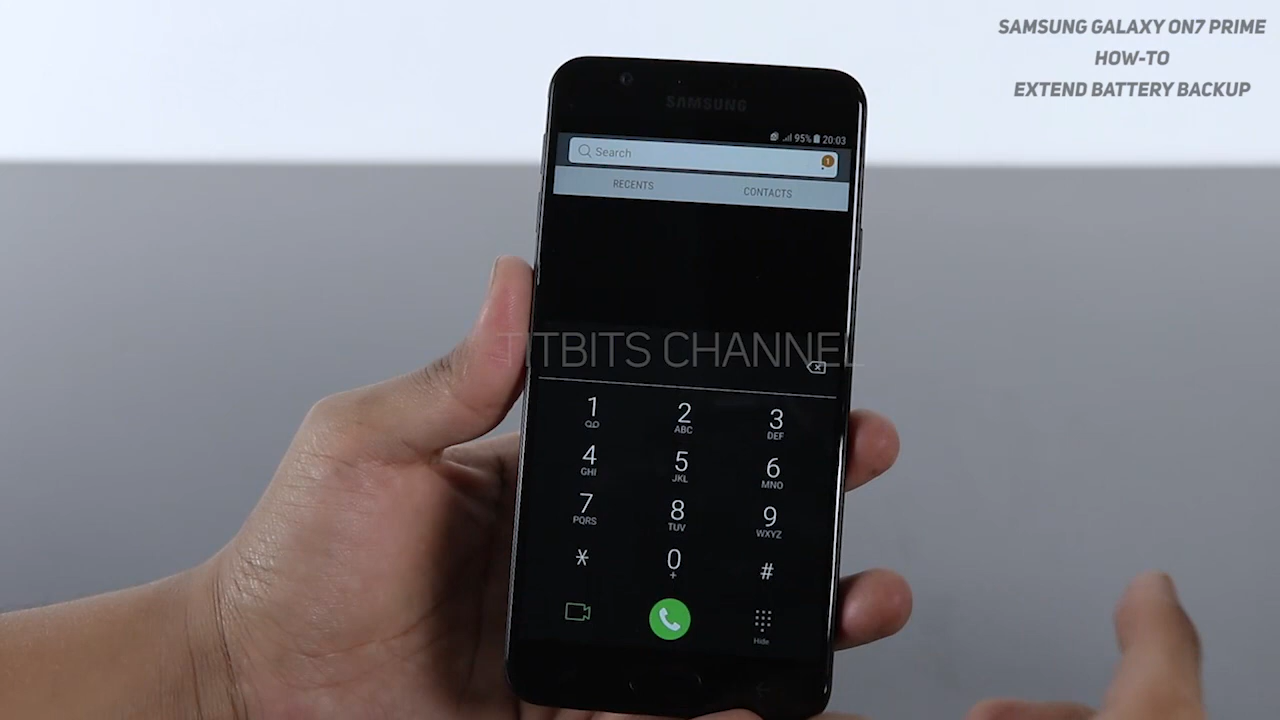 SAMSUNG GALAXY ON7 PRIME
HOW-TO
EXTEND BATTERY BACKUP
SAMSUNG
95% 20:03
Search
1
RECENTS
CONTACTS
TITBITS CHANNEL
1 2 3
ABC DEF
4 5 6
GHI JKL MNO
7 8 9
PQRS TUV WXYZ
* 0 #
+
Hide